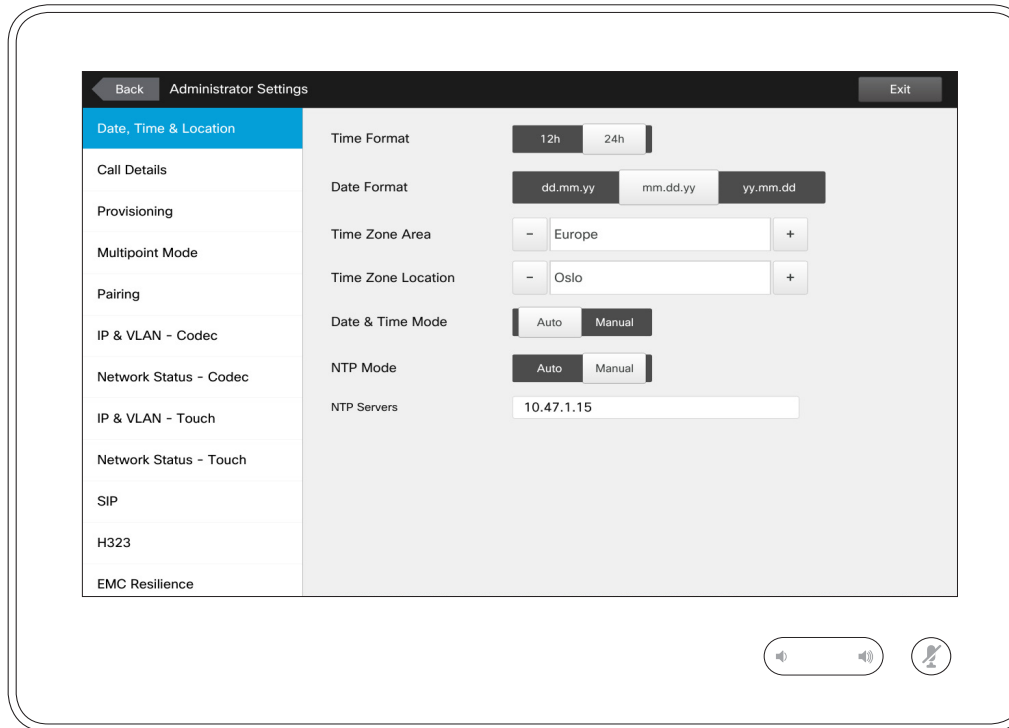 Back Administrator Settings Exit
Date, Time & Location
Call Details
Provisioning
Multipoint Mode
Pairing
IP & VLAN - Codec
Network Status - Codec
IP & VLAN - Touch
Network Status - Touch
SIP
H323
EMC Resilience
Time Format 12h 24h
Date Format dd.mm.yy mm.dd.yy yy.mm.dd
Time Zone Area - Europe +
Time Zone Location - Oslo +
Date & Time Mode Auto Manual
NTP Mode Auto Manual
NTP Servers 10.47.1.15